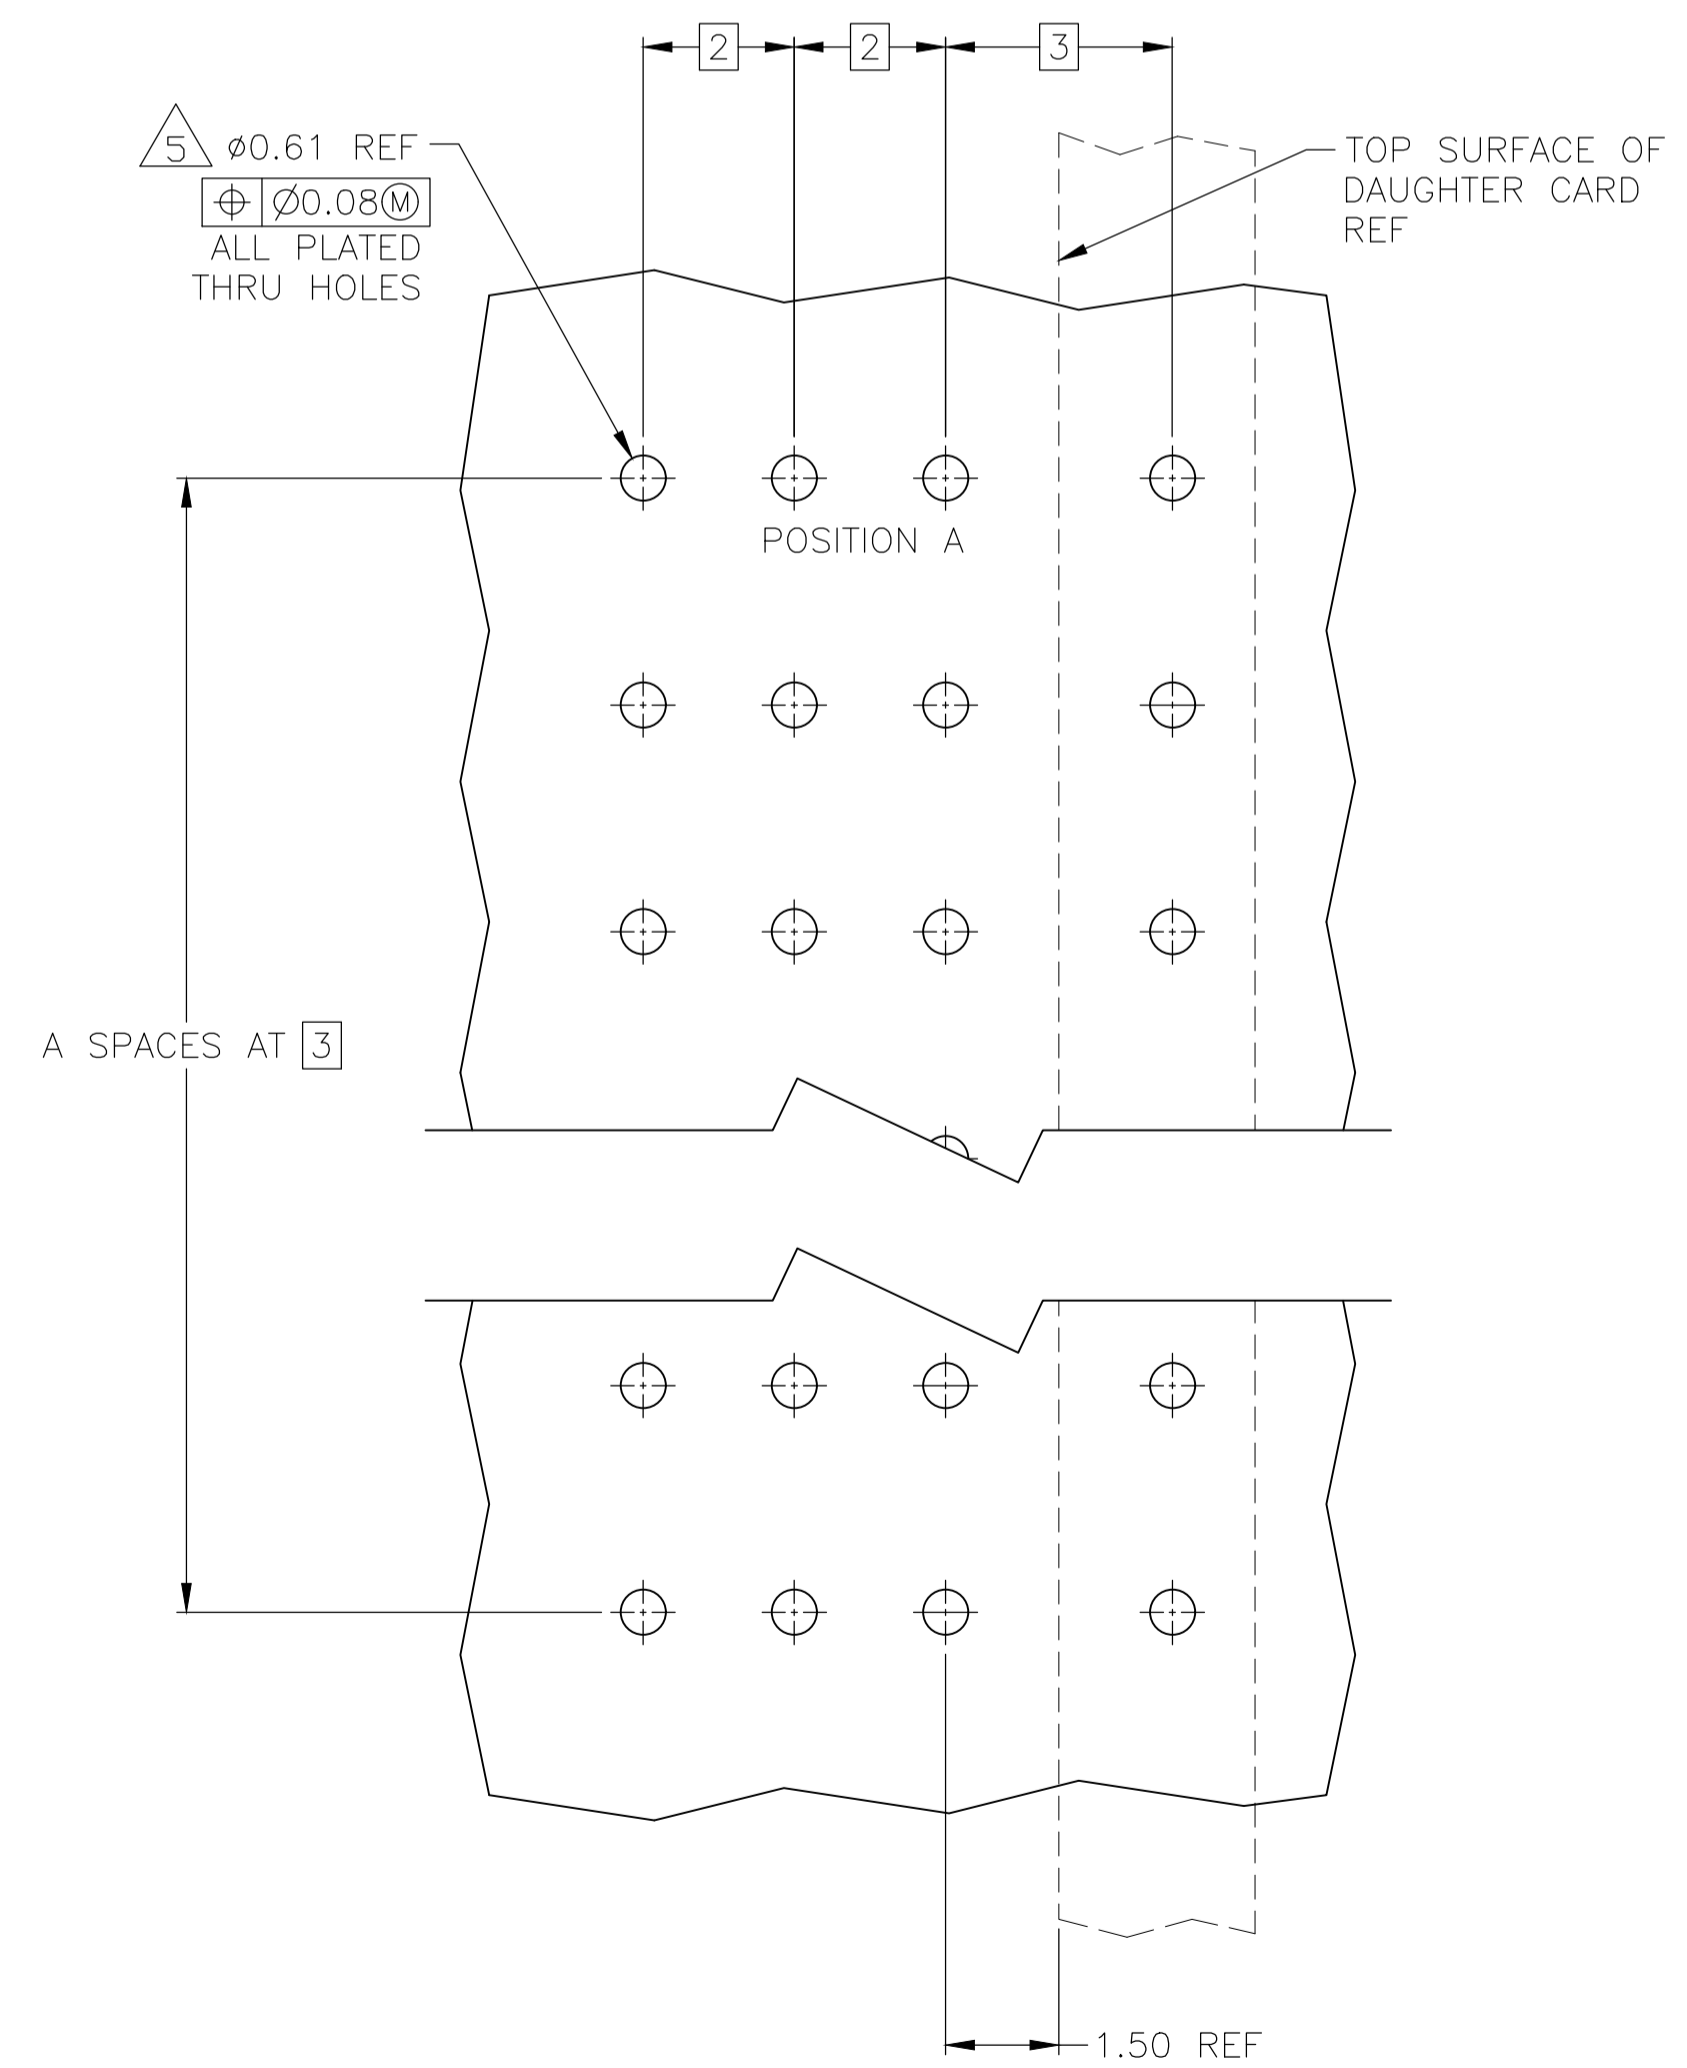 2 2 3
5 ø0.61 REF
⌖ Ø0.08Ⓜ
ALL PLATED
THRU HOLES
TOP SURFACE OF
DAUGHTER CARD
REF
POSITION A
A SPACES AT 3
1.50 REF